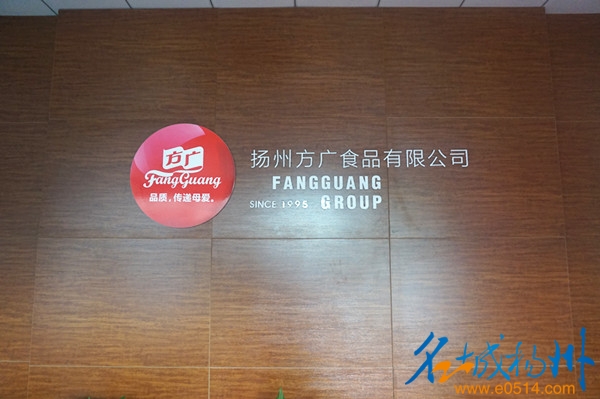 方广
FangGuang
品质，传递母爱。
扬州方广食品有限公司
FANGGUANG
SINCE 1995 GROUP
名城扬州
www.e0514.com